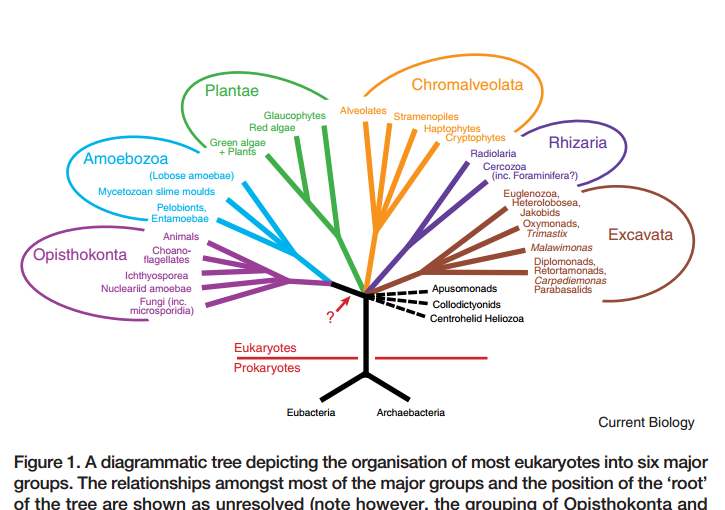 Chromalveolata
Plantae
Alveolates
Glaucophytes
Stramenopiles
Red algae
Haptophytes
Cryptophytes
Green algae
+ Plants
Rhizaria
Radiolaria
Amoebozoa
Cercozoa
(inc. Foraminifera?)
(Lobose amoebae)
Mycetozoan slime moulds
Euglenozoa,
Heterolobosea,
Jakobids
Pelobionts,
Entamoebae
Oxymonads,
Trimastix
Excavata
Animals
Malawimonas
Opisthokonta
Choano-
flagellates
Diplomonads,
Retortamonads,
Carpediemonas
Parabasalids
Ichthyosporea
Nucleariid amoebae
Apusomonads
Fungi (inc.
microsporidia)
Collodictyonids
Centrohelid Heliozoa
?
Eukaryotes
Prokaryotes
Eubacteria
Archaebacteria
Current Biology
Figure 1. A diagrammatic tree depicting the organisation of most eukaryotes into six major
groups. The relationships amongst most of the major groups and the position of the ‘root’
of the tree are shown as unresolved (note however, the grouping of Opisthokonta and